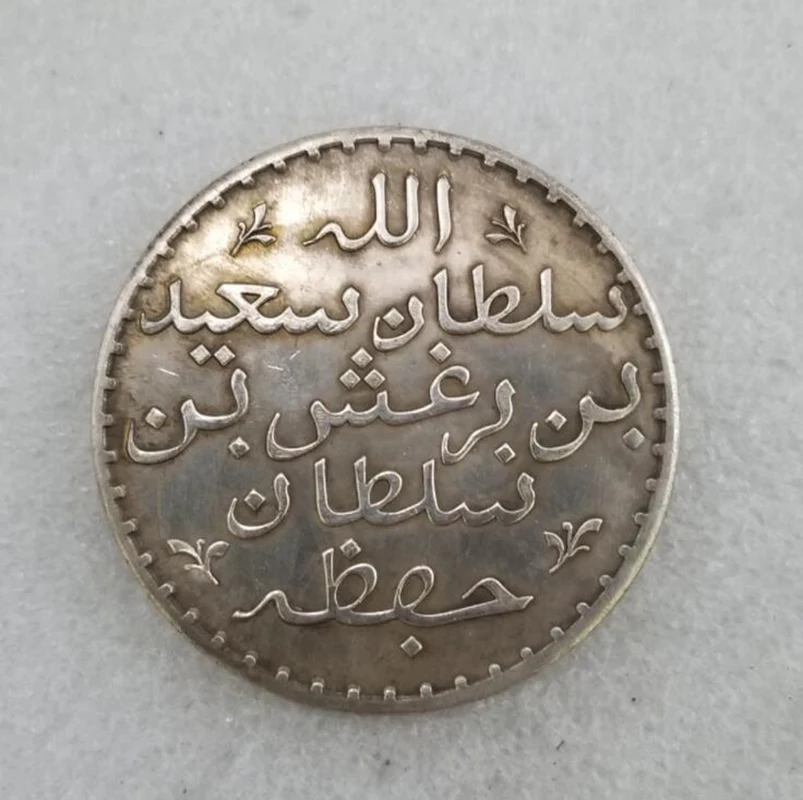 الله
سلطان سعيد
بن برغش بن
سلطان
حفظه